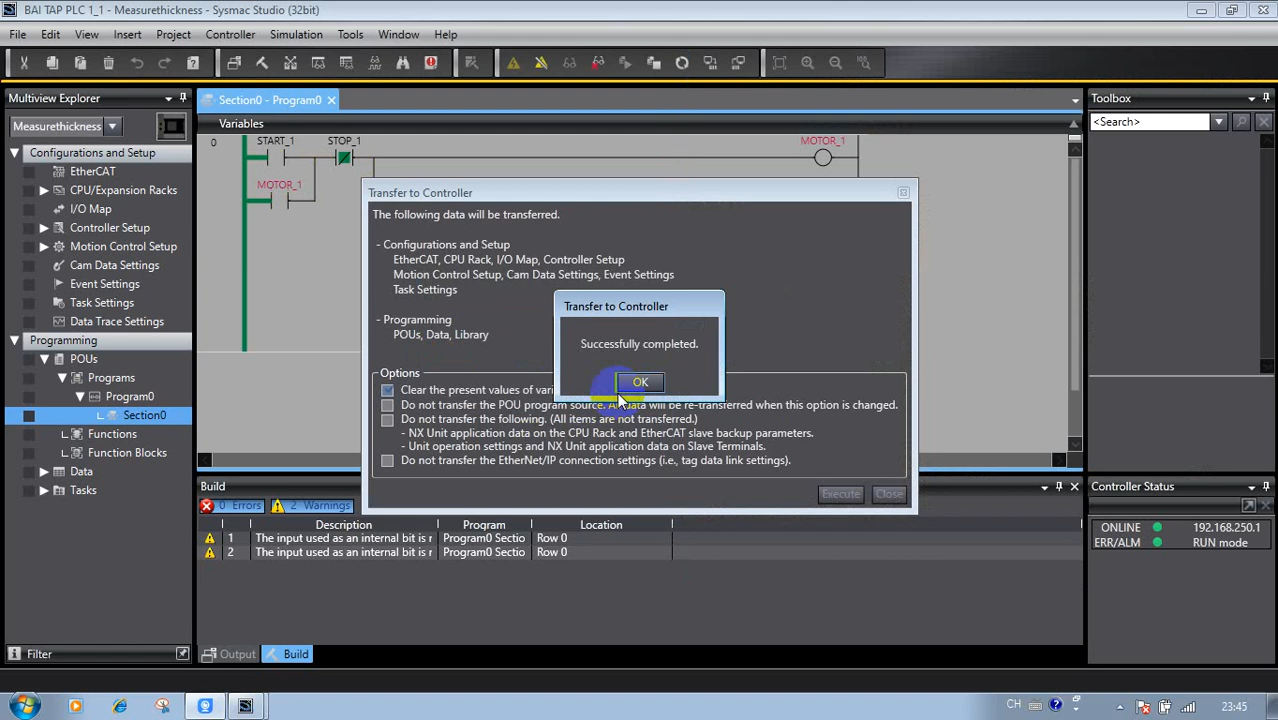 BAI TAP PLC 1_1 - Measurethickness - Sysmac Studio (32bit)
File Edit View Insert Project Controller Simulation Tools Window Help
Multiview Explorer
Measurethickness
Configurations and Setup
EtherCAT
CPU/Expansion Racks
I/O Map
Controller Setup
Motion Control Setup
Cam Data Settings
Event Settings
Task Settings
Data Trace Settings
Programming
POUs
Programs
Program0
Section0
Functions
Function Blocks
Data
Tasks
Filter
Section0 - Program0
Variables
0
START_1 STOP_1 MOTOR_1
MOTOR_1
Transfer to Controller
The following data will be transferred.
- Configurations and Setup
EtherCAT, CPU Rack, I/O Map, Controller Setup
Motion Control Setup, Cam Data Settings, Event Settings
Task Settings
- Programming
POUs, Data, Library
Options
Clear the present values of
Do not transfer the POU program source. All data will be re-transferred when this option is changed.
Do not transfer the following. (All items are not transferred.)
- NX Unit application data on the CPU Rack and EtherCAT slave backup parameters.
- Unit operation settings and NX Unit application data on Slave Terminals.
Do not transfer the EtherNet/IP connection settings (i.e., tag data link settings).
Execute Close
Transfer to Controller
Successfully completed.
OK
Build
0 Errors 2 Warnings
Description Program Location
1 The input used as an internal bit is r Program0 Sectio Row 0
2 The input used as an internal bit is r Program0 Sectio Row 0
Output Build
Toolbox
<Search>
Controller Status
ONLINE 192.168.250.1
ERR/ALM RUN mode
CH 23:45